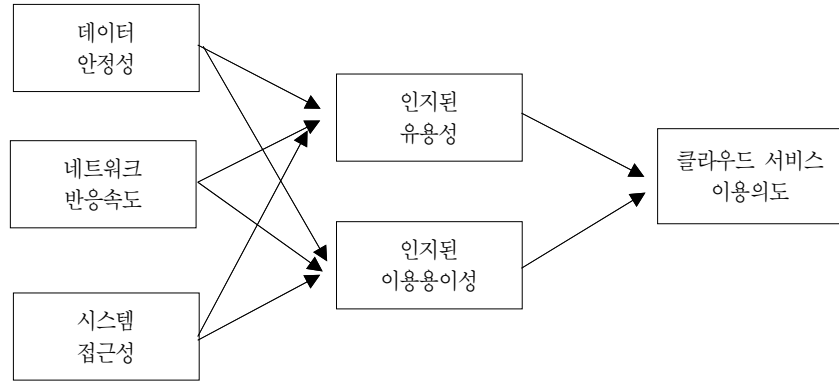 데이터
안정성
네트워크
반응속도
시스템
접근성
인지된
유용성
인지된
이용용이성
클라우드 서비스
이용의도